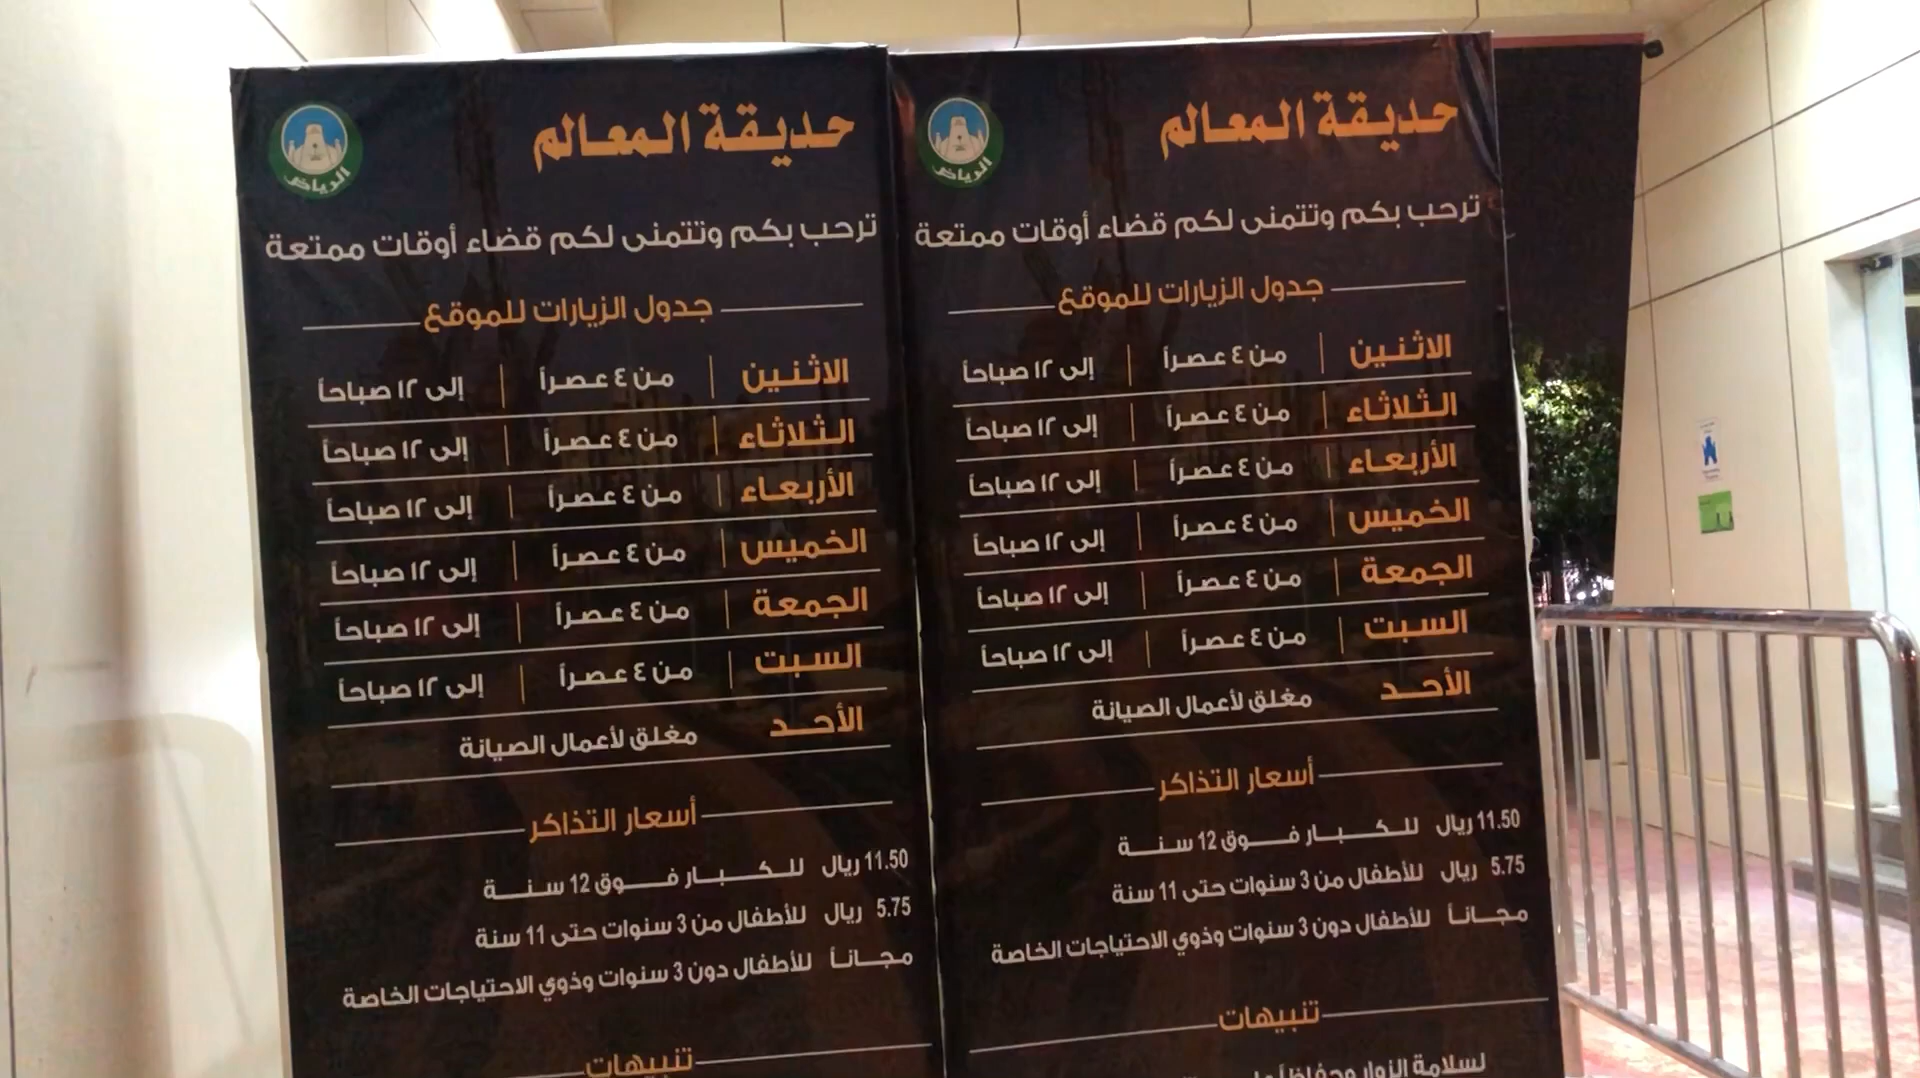 حديقة المعالم
الرياض
ترحب بكم وتتمنى لكم قضاء أوقات ممتعة
جدول الزيارات للموقع
الاثنين من ٤ عصراً إلى ١٢ صباحاً
الثلاثاء من ٤ عصراً إلى ١٢ صباحاً
الأربعاء من ٤ عصراً إلى ١٢ صباحاً
الخميس من ٤ عصراً إلى ١٢ صباحاً
الجمعة من ٤ عصراً إلى ١٢ صباحاً
السبت من ٤ عصراً إلى ١٢ صباحاً
الأحد مغلق لأعمال الصيانة
أسعار التذاكر
11.50 ريال للكبار فوق 12 سنة
5.75 ريال للأطفال من 3 سنوات حتى 11 سنة
مجاناً للأطفال دون 3 سنوات وذوي الاحتياجات الخاصة
تنبيهات
لسلامة الزوار وحفاظاً
حديقة المعالم
الرياض
ترحب بكم وتتمنى لكم قضاء أوقات ممتعة
جدول الزيارات للموقع
الاثنين من ٤ عصراً إلى ١٢ صباحاً
الثلاثاء من ٤ عصراً إلى ١٢ صباحاً
الأربعاء من ٤ عصراً إلى ١٢ صباحاً
الخميس من ٤ عصراً إلى ١٢ صباحاً
الجمعة من ٤ عصراً إلى ١٢ صباحاً
السبت من ٤ عصراً إلى ١٢ صباحاً
الأحد مغلق لأعمال الصيانة
أسعار التذاكر
11.50 ريال للكبار فوق 12 سنة
5.75 ريال للأطفال من 3 سنوات حتى 11 سنة
مجاناً للأطفال دون 3 سنوات وذوي الاحتياجات الخاصة
تنبيهات